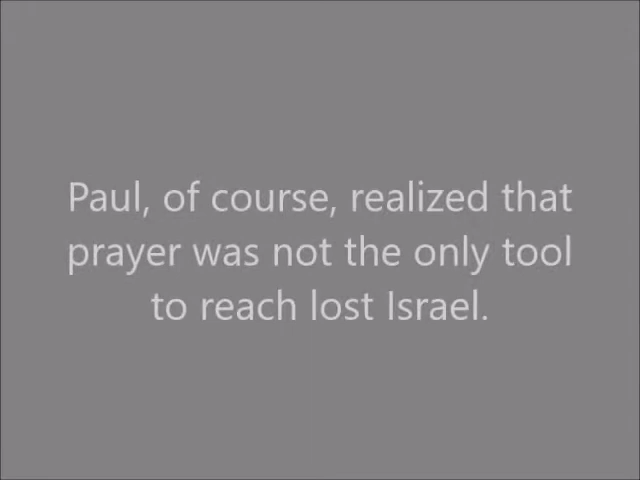 Paul, of course, realized that
prayer was not the only tool
to reach lost Israel.